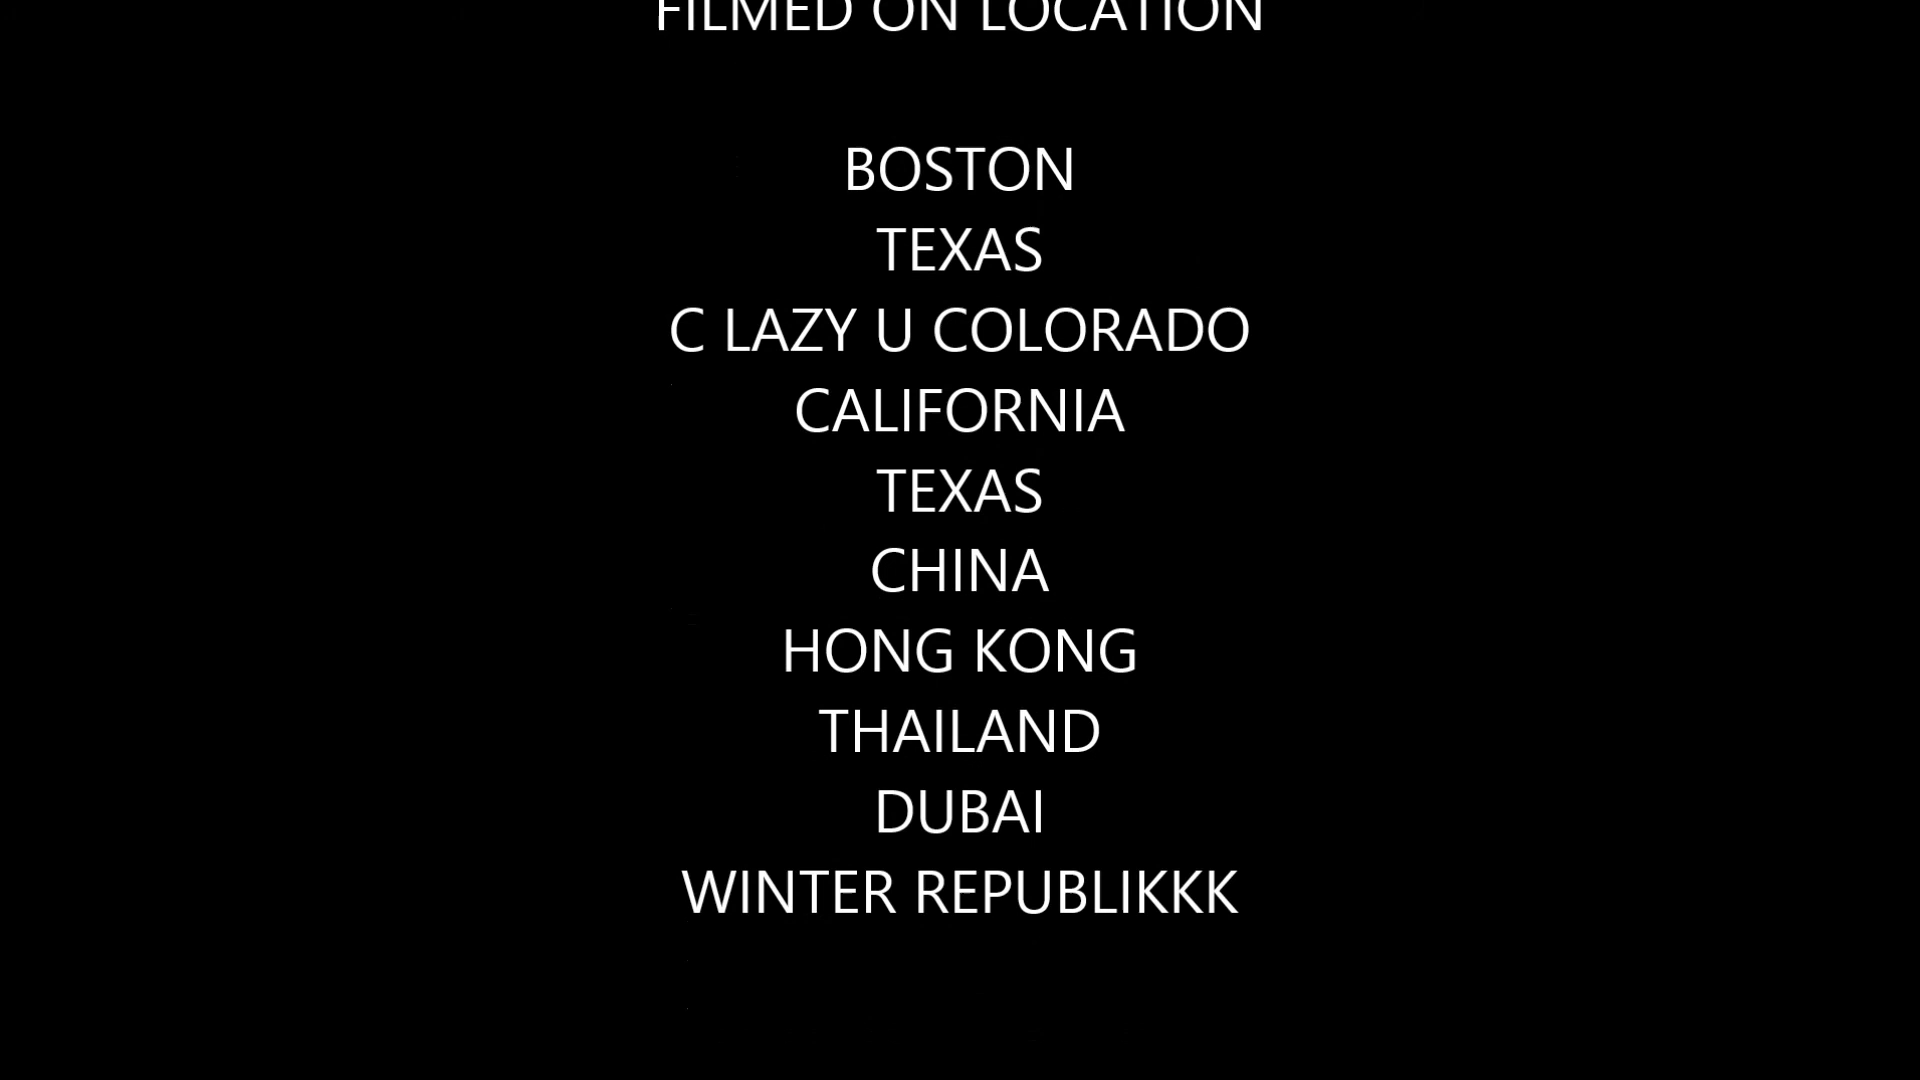 FILMED ON LOCATION
BOSTON
TEXAS
C LAZY U COLORADO
CALIFORNIA
TEXAS
CHINA
HONG KONG
THAILAND
DUBAI
WINTER REPUBLIKKK